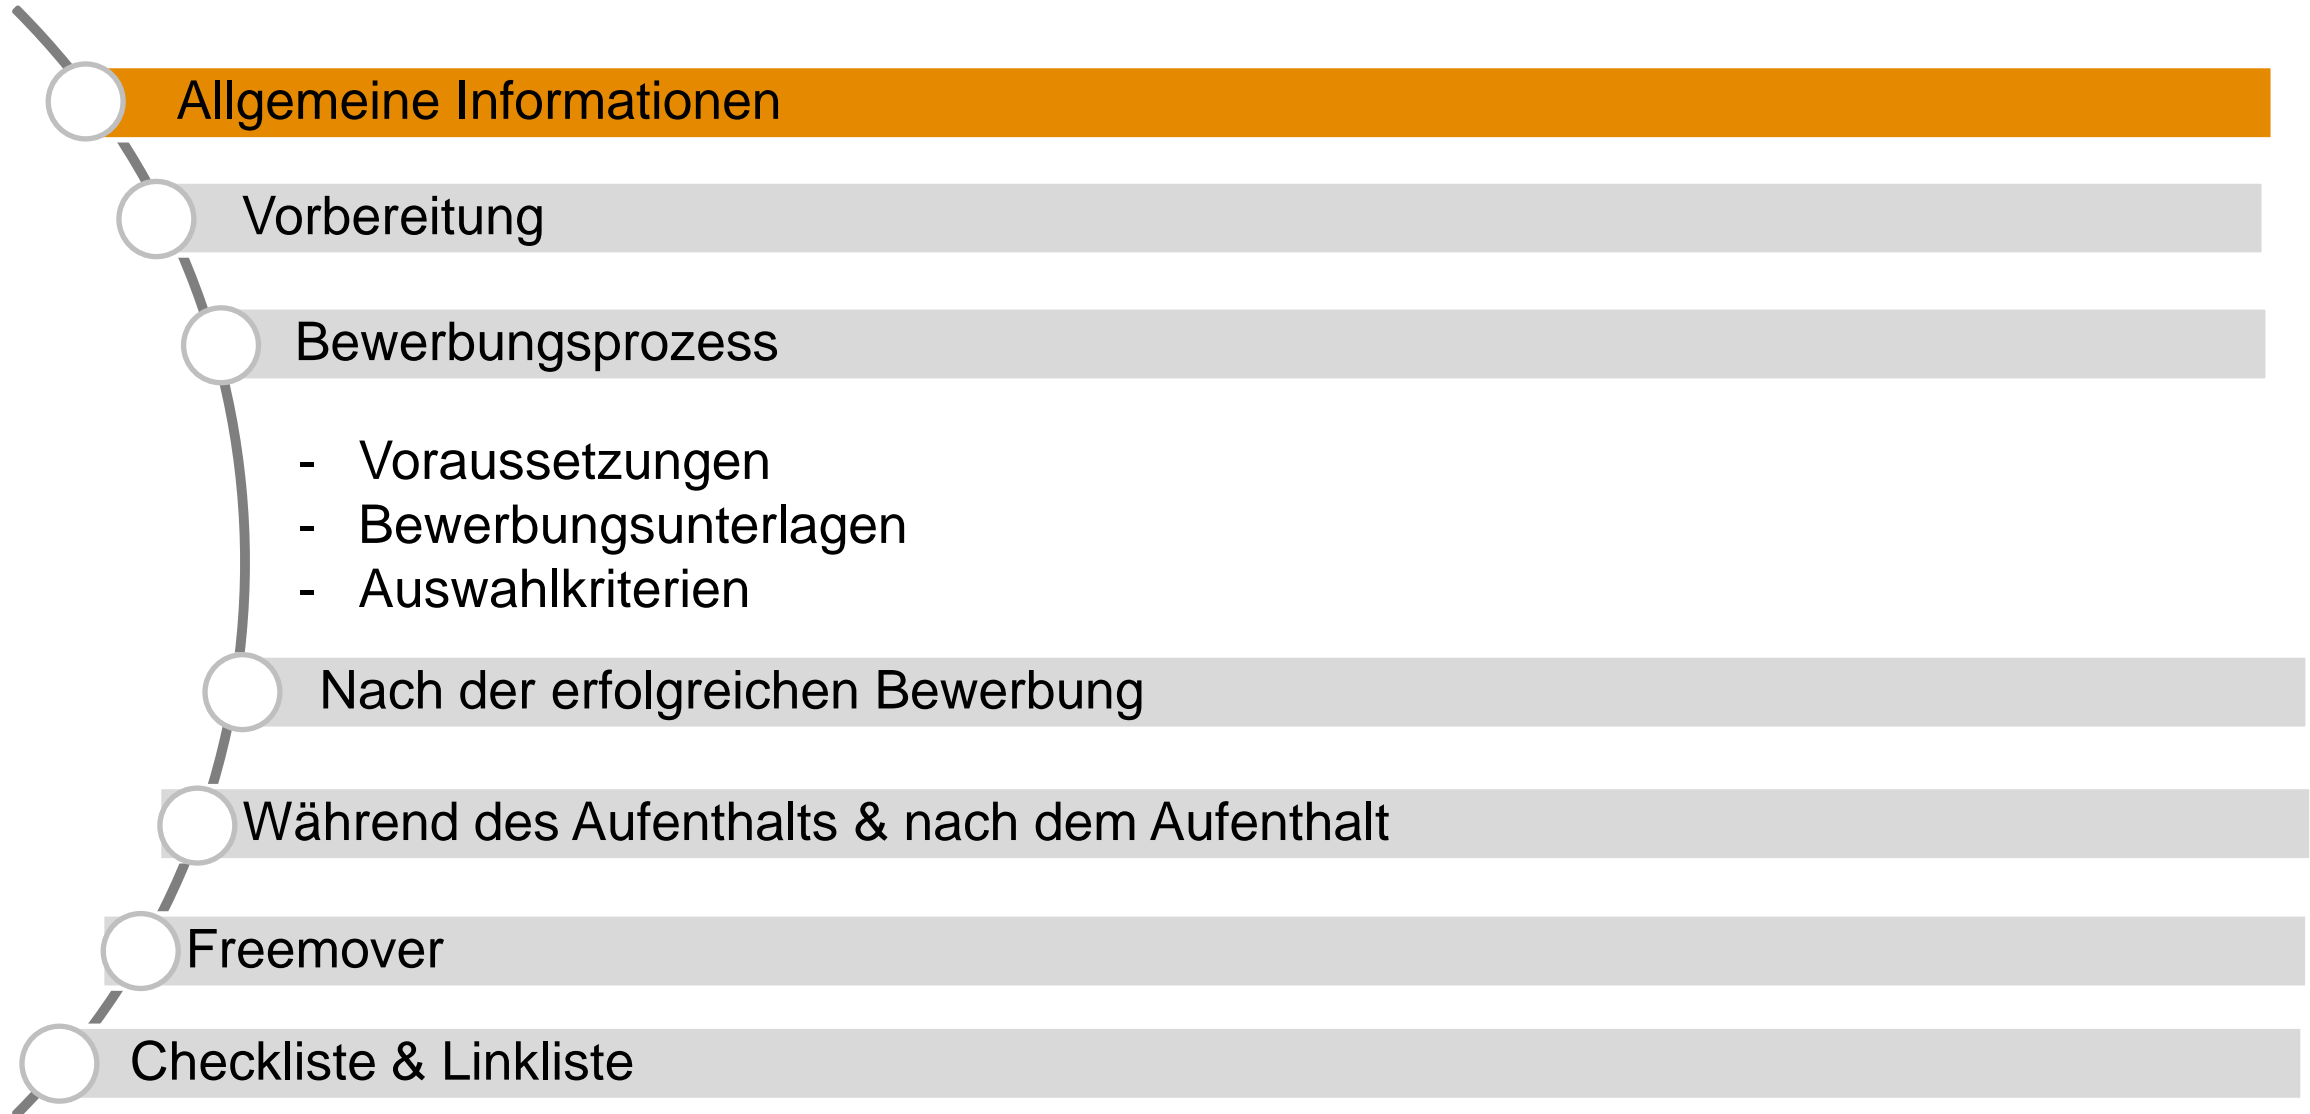 Allgemeine Informationen
Vorbereitung
Bewerbungsprozess
- Voraussetzungen
- Bewerbungsunterlagen
- Auswahlkriterien
Nach der erfolgreichen Bewerbung
Während des Aufenthalts & nach dem Aufenthalt
Freemover
Checkliste & Linkliste